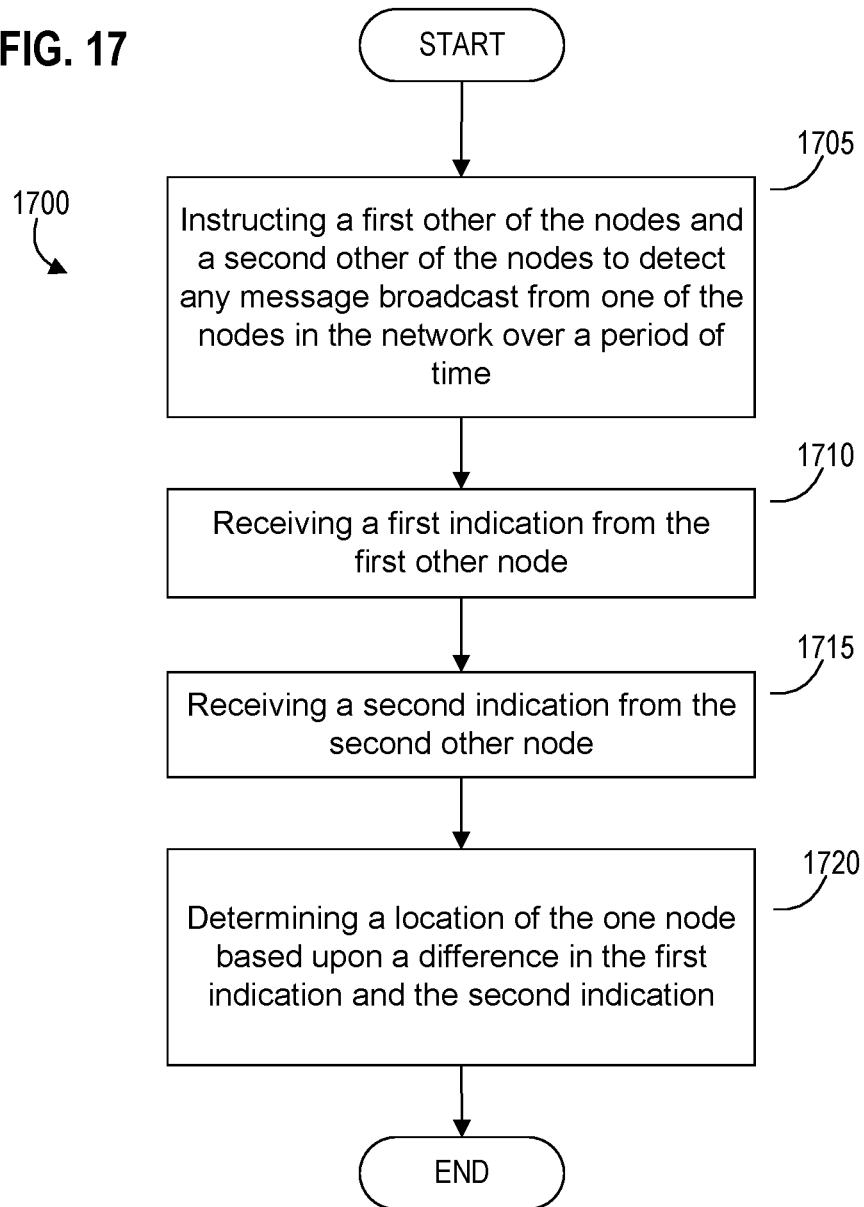 FIG. 17
START
1705
1700
Instructing a first other of the nodes and
a second other of the nodes to detect
any message broadcast from one of the
nodes in the network over a period of
time
1710
Receiving a first indication from the
first other node
1715
Receiving a second indication from the
second other node
1720
Determining a location of the one node
based upon a difference in the first
indication and the second indication
END